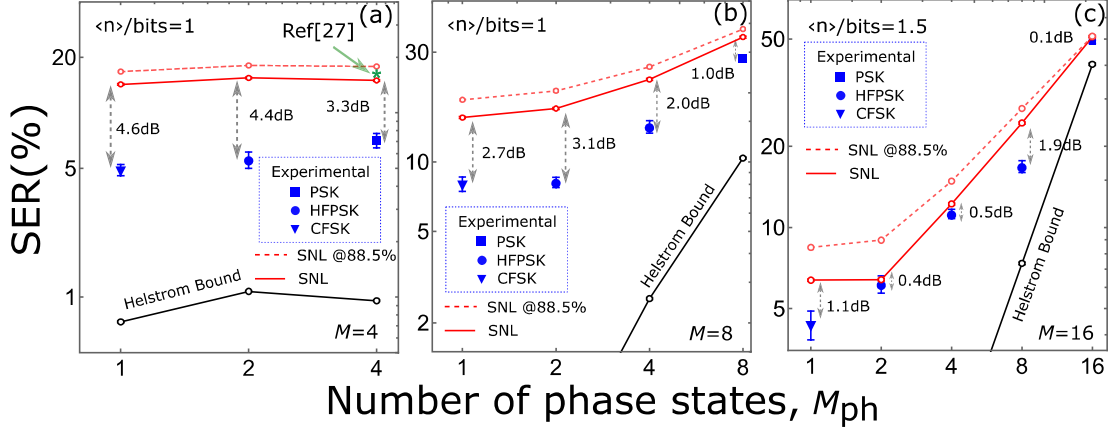 SER(%)
(a)
‹n›/bits=1
Ref[27]
20
5
1
4.6dB
4.4dB
3.3dB
Experimental
PSK
HFPSK
CFSK
SNL @88.5%
SNL
Helstrom Bound
M=4
1
2
4
(b)
‹n›/bits=1
30
10
5
2
2.7dB
3.1dB
2.0dB
1.0dB
Experimental
PSK
HFPSK
CFSK
SNL @88.5%
SNL
Helstrom Bound
M=8
1
2
4
8
(c)
‹n›/bits=1.5
50
20
10
5
Experimental
PSK
HFPSK
CFSK
SNL @88.5%
SNL
0.1dB
1.9dB
0.5dB
0.4dB
1.1dB
Helstrom Bound
M=16
1
2
4
8
16
Number of phase states, Mph